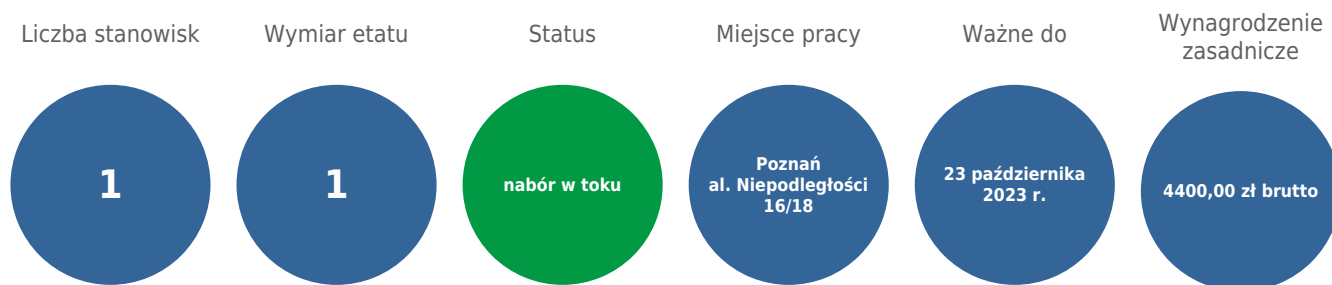 Liczba stanowisk
1
Wymiar etatu
1
Status
nabór w toku
Miejsce pracy
Poznań
al. Niepodległości
16/18
Ważne do
23 października
2023 r.
Wynagrodzenie
zasadnicze
4400,00 zł brutto